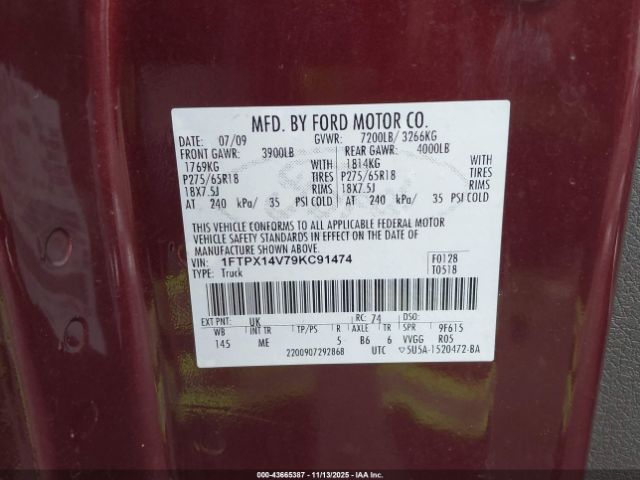 MFD. BY FORD MOTOR CO.
DATE: 07/09 GVWR: 7200LB/ 3266KG
FRONT GAWR: 3900LB REAR GAWR: 4000LB
1769KG WITH 1814KG WITH
P275/65R18 TIRES P275/65R18 TIRES
18X7.5J RIMS 18X7.5J RIMS
AT 240 kPa/ 35 PSI COLD AT 240 kPa/ 35 PSI COLD
THIS VEHICLE CONFORMS TO ALL APPLICABLE FEDERAL MOTOR
VEHICLE SAFETY STANDARDS IN EFFECT ON THE DATE OF
MANUFACTURE SHOWN ABOVE.
VIN: 1FTPX14V79KC91474 F0128
TYPE: Truck T0518
EXT PNT: UK RC: 74 DSO:
WB INT TR TP/PS R AXLE TR SPR 9F615
145 ME 5 B6 6 VVGG R05
2200907292868 UTC 5U5A-1520472-BA
000-43665387 - 11/13/2025 - IAAI.COM